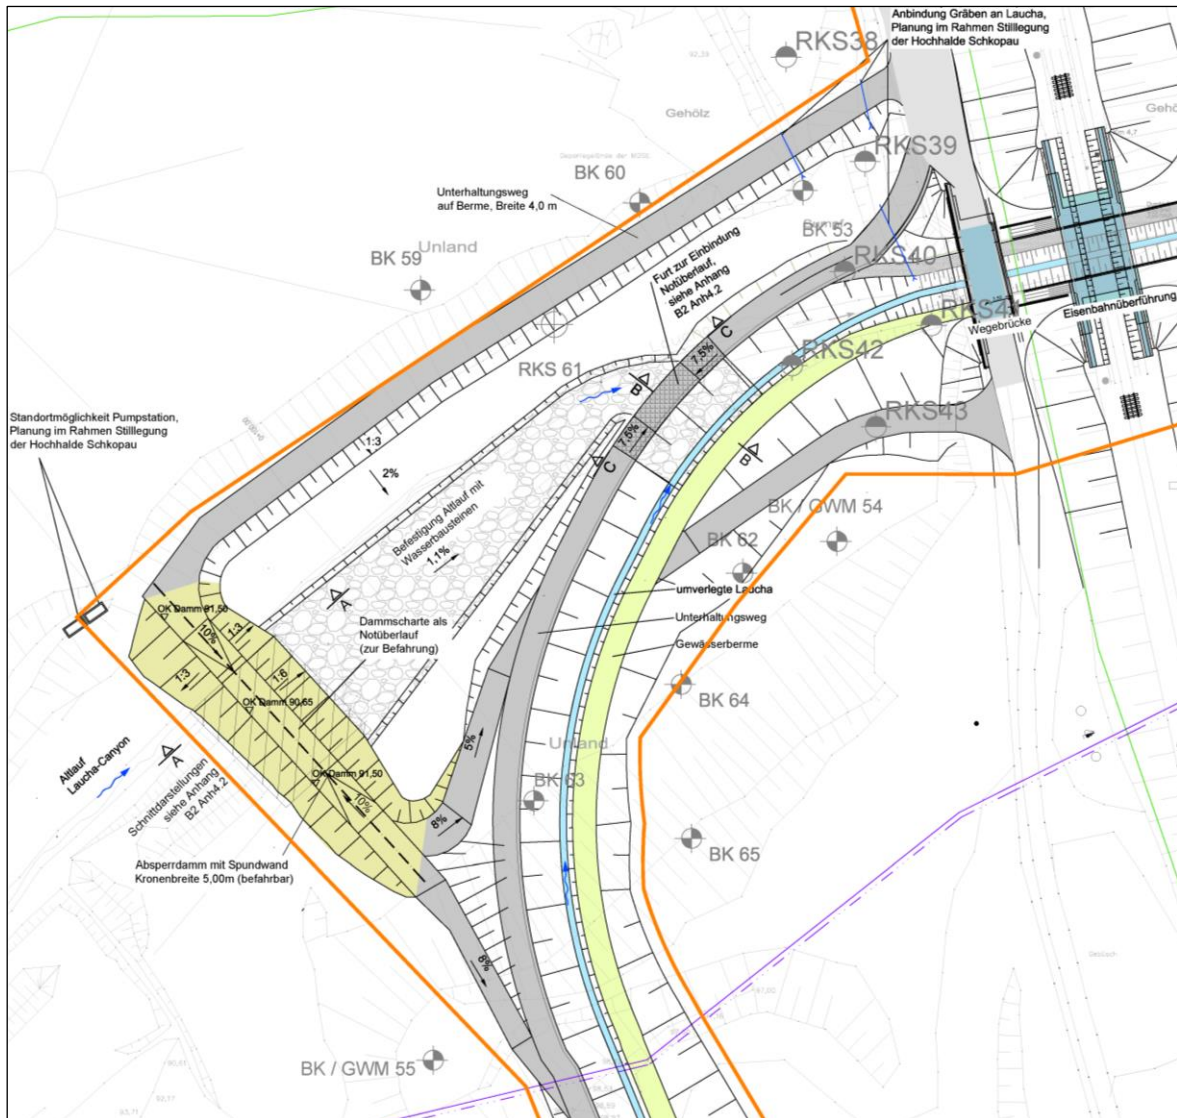 Anbindung Gräben an Laucha,
Planung im Rahmen Stilllegung
der Hochhalde Schkopau
RKS38
92,39
Gehölz
Gehö
RKS39
BK 60
Unterhaltungsweg
auf Berme, Breite 4,0 m
BK 53
Unland
BK 59
Furt zur Einbindung
Notüberlauf,
siehe Anhang
B2 Anh4.2
RKS40
Eisenbahnüberführung
RKS41
Wegebrücke
C
7,5%
RKS42
RKS 61
B
RKS43
Standortmöglichkeit Pumpstation,
Planung im Rahmen Stilllegung
der Hochhalde Schkopau
1:3
2%
7,5%
C
B
Befestigung Altlauf mit
Wasserbausteinen
1,1%
BK / GWM 54
BK 62
umverlegte Laucha
A
OK Damm 91,50
10%
1:3
Dammscharte als
Notüberlauf
(zur Befahrung)
Unterhaltungsweg
Gewässerberme
1:3
1:6
OK Damm 90,65
BK 64
5%
Unland
Altlauf
Laucha-Canyon
A
Schnittdarstellungen
siehe Anhang
B2 Anh4.2
OK Damm 91,50
10%
BK 63
8%
BK 65
Absperrdamm mit Spundwand
Kronenbreite 5,00m (befahrbar)
8%
BK / GWM 55